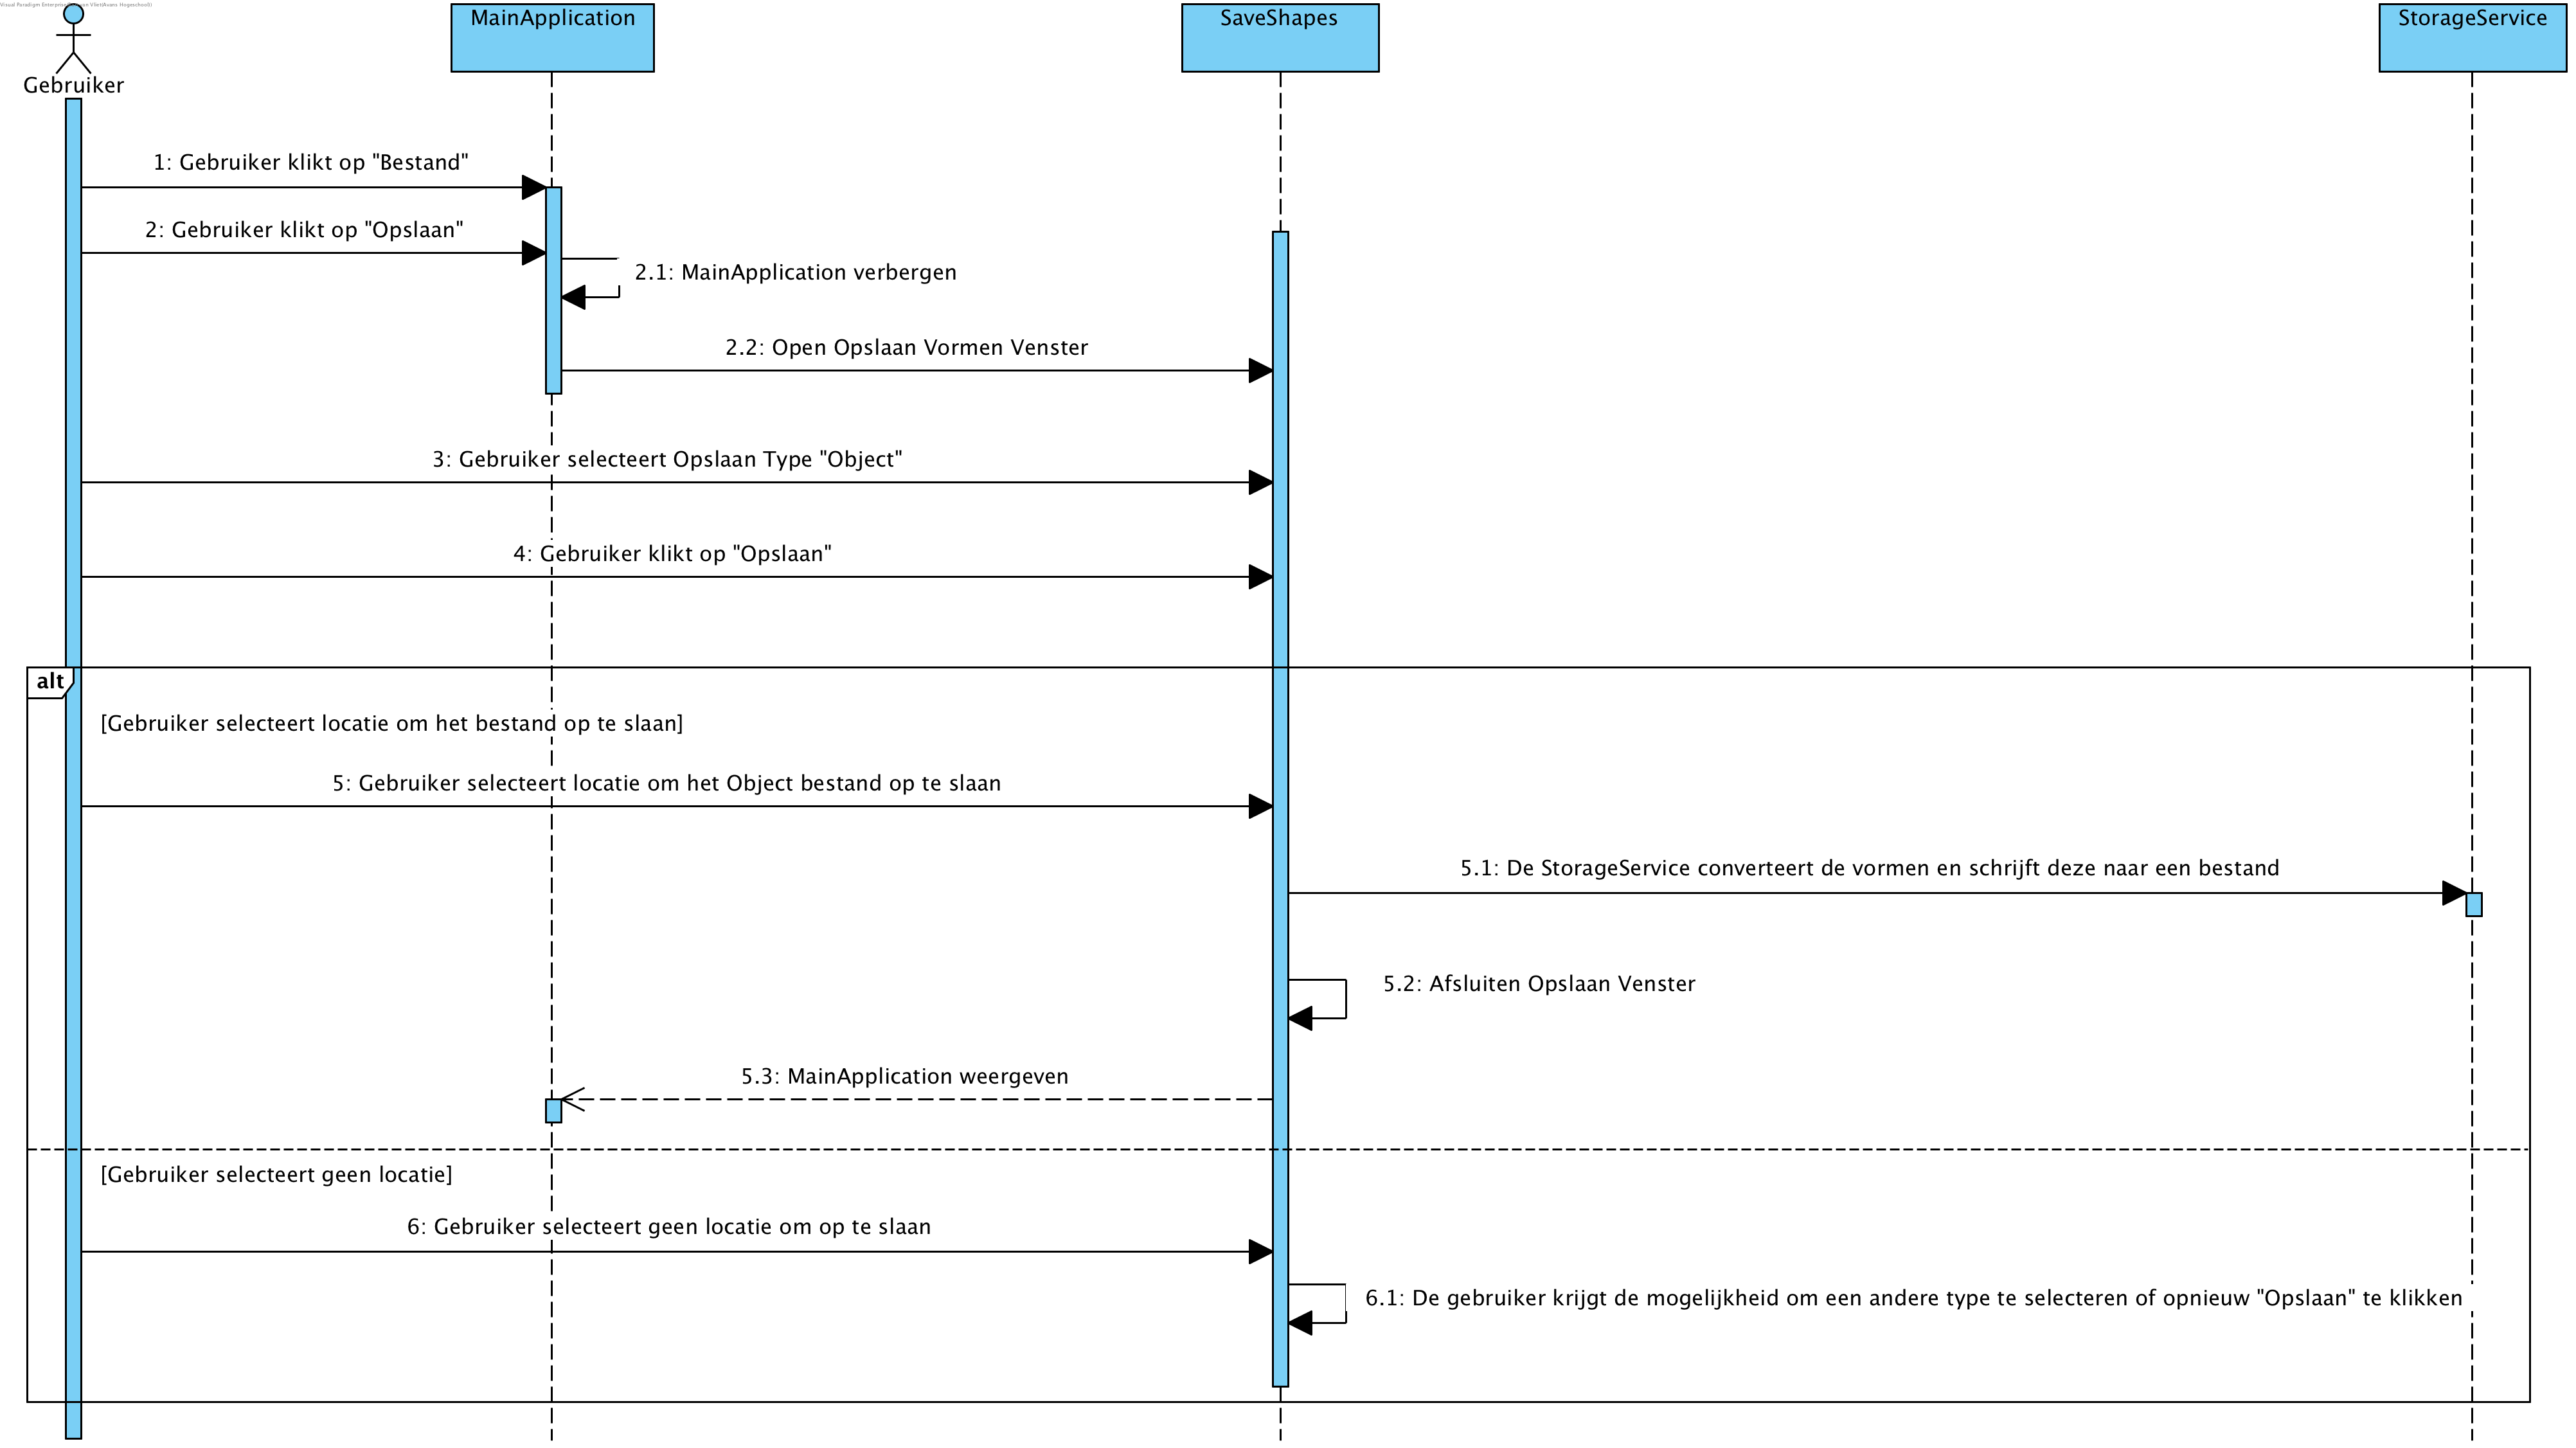 MainApplication
SaveShapes
StorageService
Gebruiker
1: Gebruiker klikt op "Bestand"
2: Gebruiker klikt op "Opslaan"
2.1: MainApplication verbergen
2.2: Open Opslaan Vormen Venster
3: Gebruiker selecteert Opslaan Type "Object"
4: Gebruiker klikt op "Opslaan"
alt
[Gebruiker selecteert locatie om het bestand op te slaan]
5: Gebruiker selecteert locatie om het Object bestand op te slaan
5.1: De StorageService converteert de vormen en schrijft deze naar een bestand
5.2: Afsluiten Opslaan Venster
5.3: MainApplication weergeven
[Gebruiker selecteert geen locatie]
6: Gebruiker selecteert geen locatie om op te slaan
6.1: De gebruiker krijgt de mogelijkheid om een andere type te selecteren of opnieuw "Opslaan" te klikken